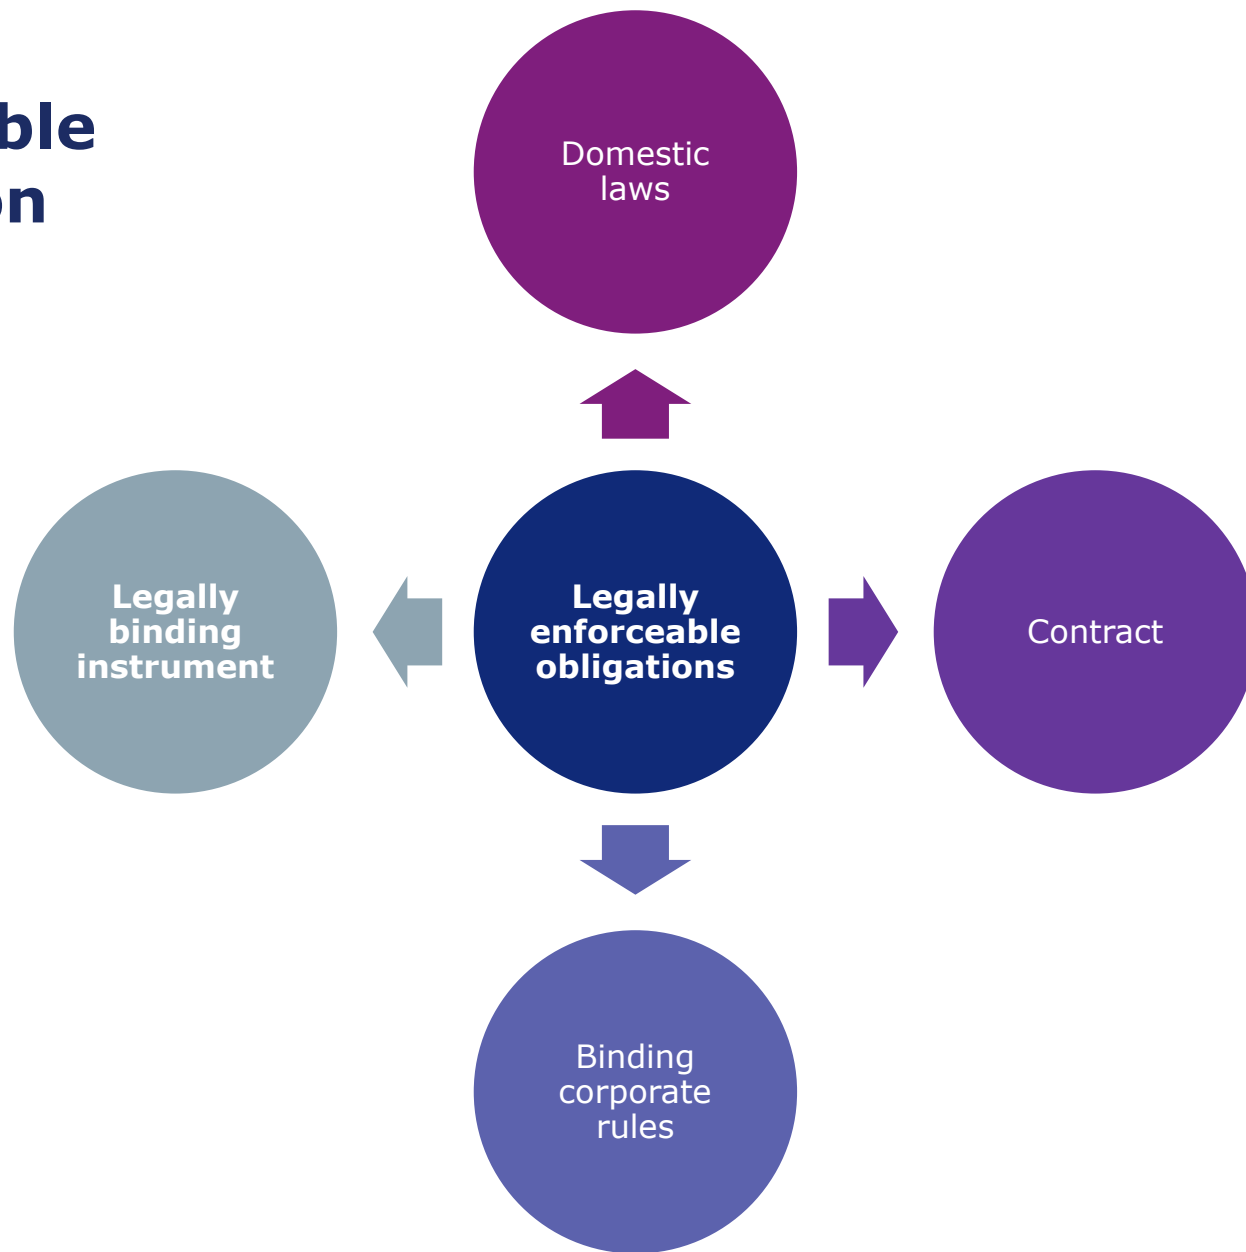 ble
on
Domestic
laws
Legally
binding
instrument
Legally
enforceable
obligations
Contract
Binding
corporate
rules